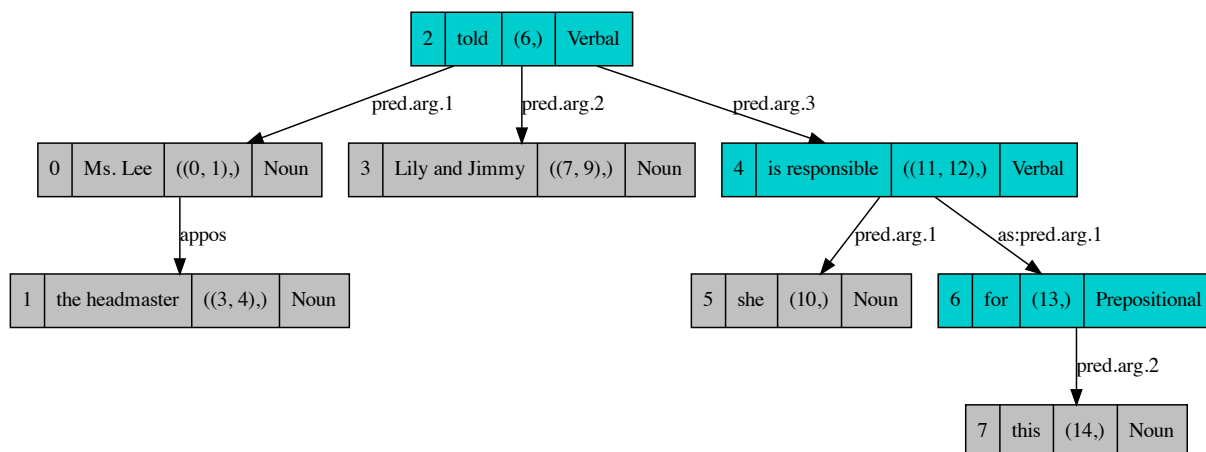 2 told (6,) Verbal
pred.arg.1 pred.arg.2 pred.arg.3
0 Ms. Lee ((0, 1),) Noun 3 Lily and Jimmy ((7, 9),) Noun 4 is responsible ((11, 12),) Verbal
appos pred.arg.1 as:pred.arg.1
1 the headmaster ((3, 4),) Noun 5 she (10,) Noun 6 for (13,) Prepositional
pred.arg.2
7 this (14,) Noun